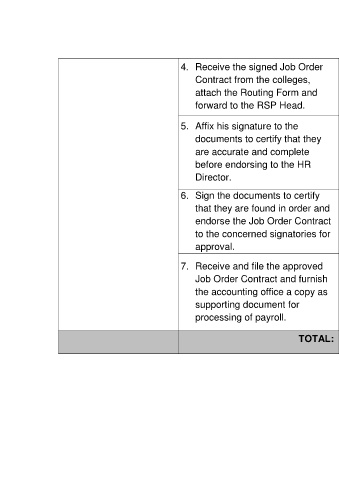 4. Receive the signed Job Order
Contract from the colleges,
attach the Routing Form and
forward to the RSP Head.
5. Affix his signature to the
documents to certify that they
are accurate and complete
before endorsing to the HR
Director.
6. Sign the documents to certify
that they are found in order and
endorse the Job Order Contract
to the concerned signatories for
approval.
7. Receive and file the approved
Job Order Contract and furnish
the accounting office a copy as
supporting document for
processing of payroll.
TOTAL: